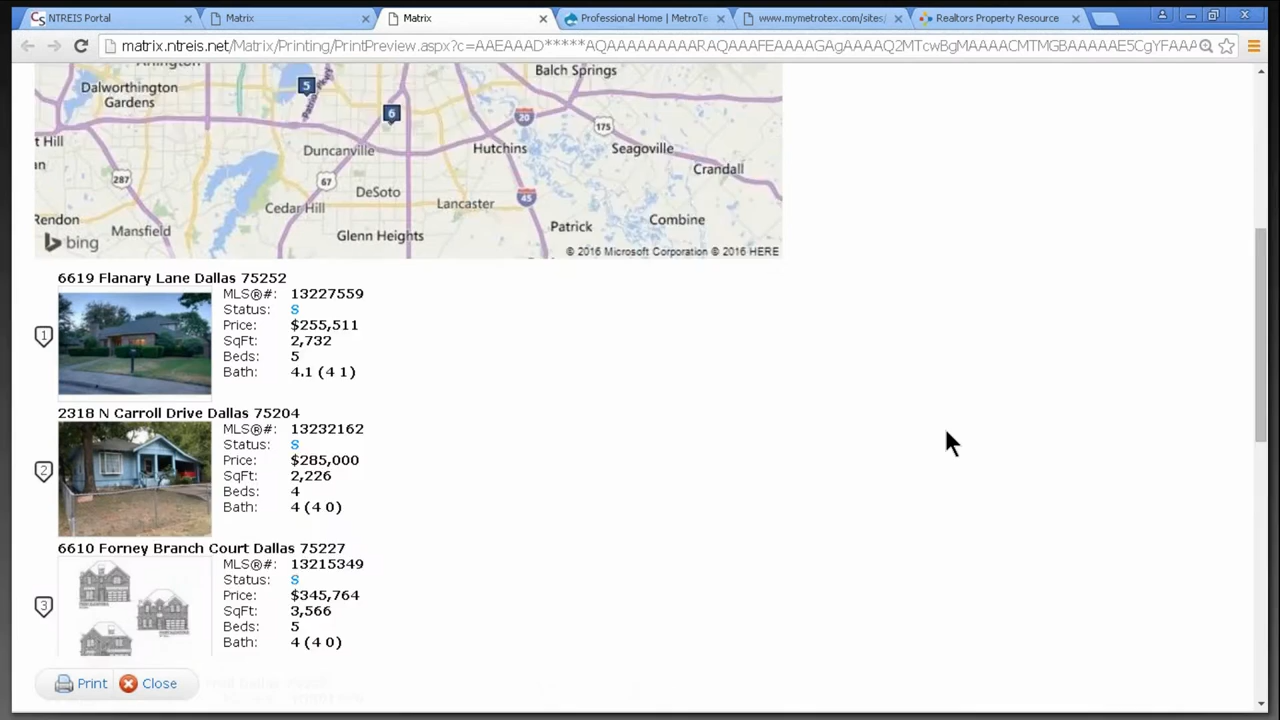 NTREIS Portal
Matrix
Matrix
Professional Home | MetroTe
www.mymetrotex.com/sites/
Realtors Property Resource
matrix.ntreis.net/Matrix/Printing/PrintPreview.aspx?c=AAEAAAD*****AQAAAAAAAAARAQAAAFEAAAAGAgAAAAQ2MTcwBgMAAAACMTMGBAAAAAE5CgYFAAA
Balch Springs
Dalworthington
Gardens
5
6
20
175
t Hill
Duncanville
Hutchins
Seagoville
an
Crandall
287
67
DeSoto
45
Cedar Hill
Lancaster
Rendon
Mansfield
Glenn Heights
Patrick
Combine
bing
© 2016 Microsoft Corporation © 2016 HERE
6619 Flanary Lane Dallas 75252
1
MLS®#: 13227559
Status: S
Price: $255,511
SqFt: 2,732
Beds: 5
Bath: 4.1 (4 1)
2318 N Carroll Drive Dallas 75204
2
MLS®#: 13232162
Status: S
Price: $285,000
SqFt: 2,226
Beds: 4
Bath: 4 (4 0)
6610 Forney Branch Court Dallas 75227
3
MLS®#: 13215349
Status: S
Price: $345,764
SqFt: 3,566
Beds: 5
Bath: 4 (4 0)
Print
Close